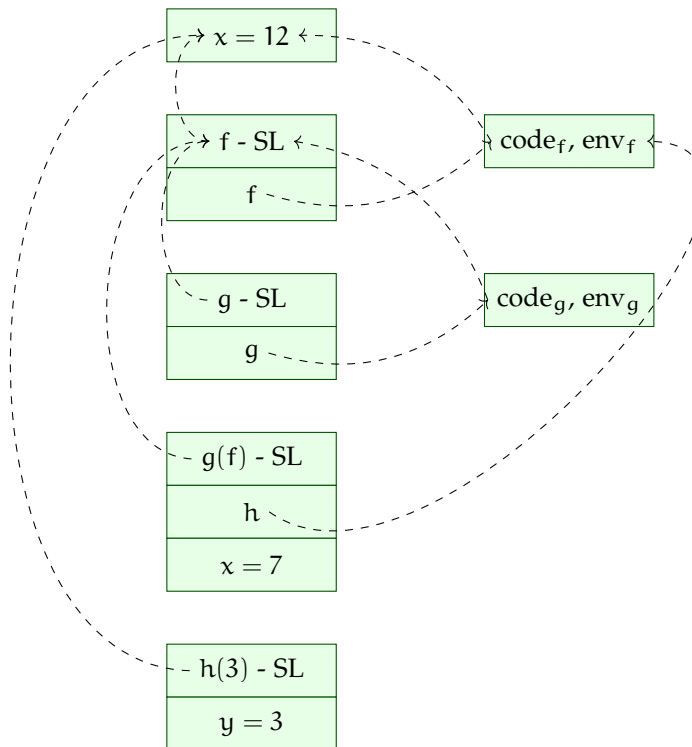 x = 12
f - SL
f
code_f, env_f
g - SL
g
code_g, env_g
g(f) - SL
h
x = 7
h(3) - SL
y = 3